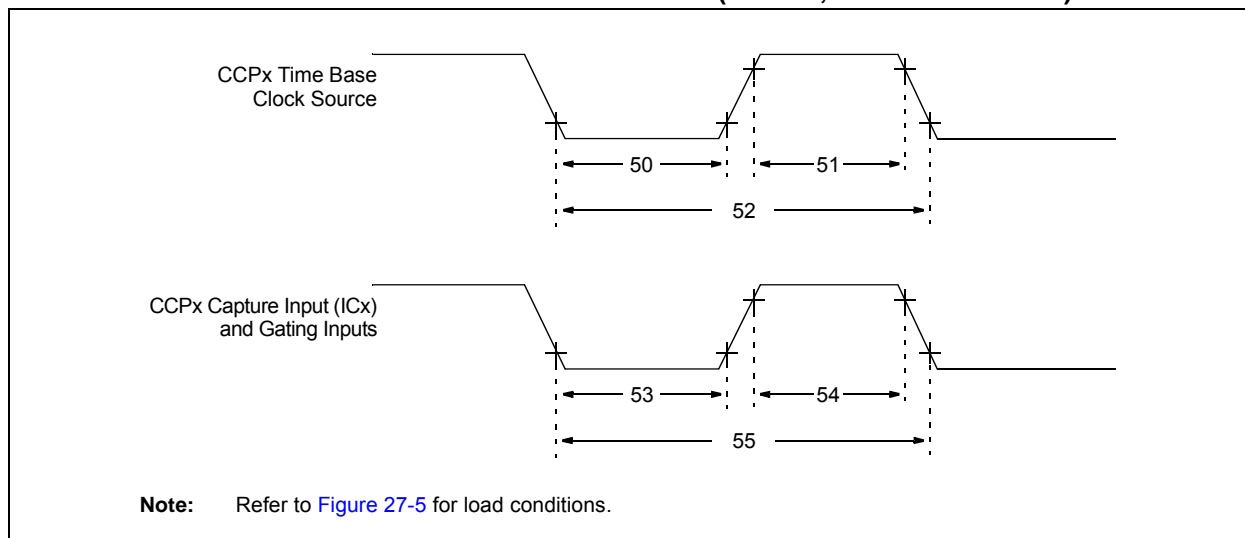 CCPx Time Base
Clock Source
50
51
52
CCPx Capture Input (ICx)
and Gating Inputs
53
54
55
Note: Refer to Figure 27-5 for load conditions.